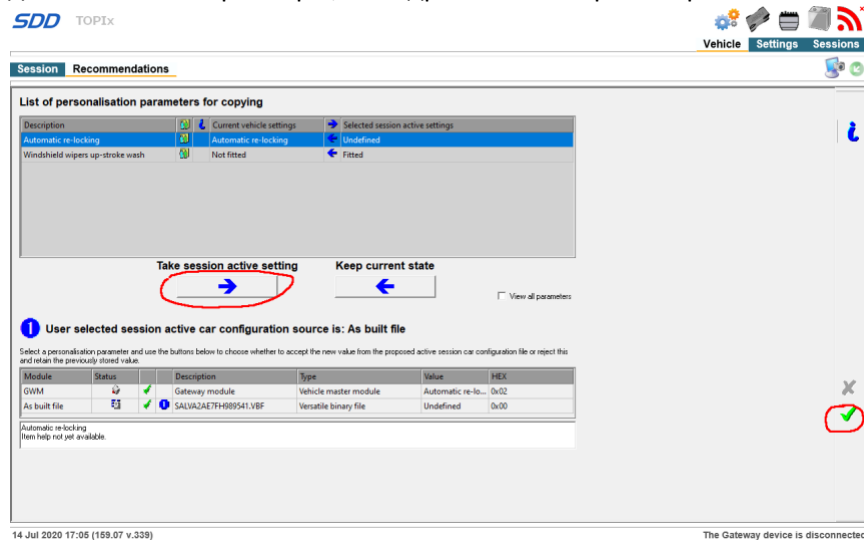 SDD TOPIx
Vehicle Settings Sessions
Session Recommendations
List of personalisation parameters for copying
Description Current vehicle settings Selected session active settings
Automatic re-locking Automatic re-locking Undefined
Windshield wipers up-stroke wash Not fitted Fitted
Take session active setting Keep current state
View all parameters
User selected session active car configuration source is: As built file
Select a personalisation parameter and use the buttons below to choose whether to accept the new value from the proposed active session car configuration file or reject this
and retain the previously stored value.
Module Status Description Type Value HEX
GWM Gateway module Vehicle master module Automatic re-lo... 0x02
As built file SALVA2AE7FH989541.VBF Versatile binary file Undefined 0x00
Automatic re-locking
Item help not yet available.
14 Jul 2020 17:05 (159.07 v.339) The Gateway device is disconnected